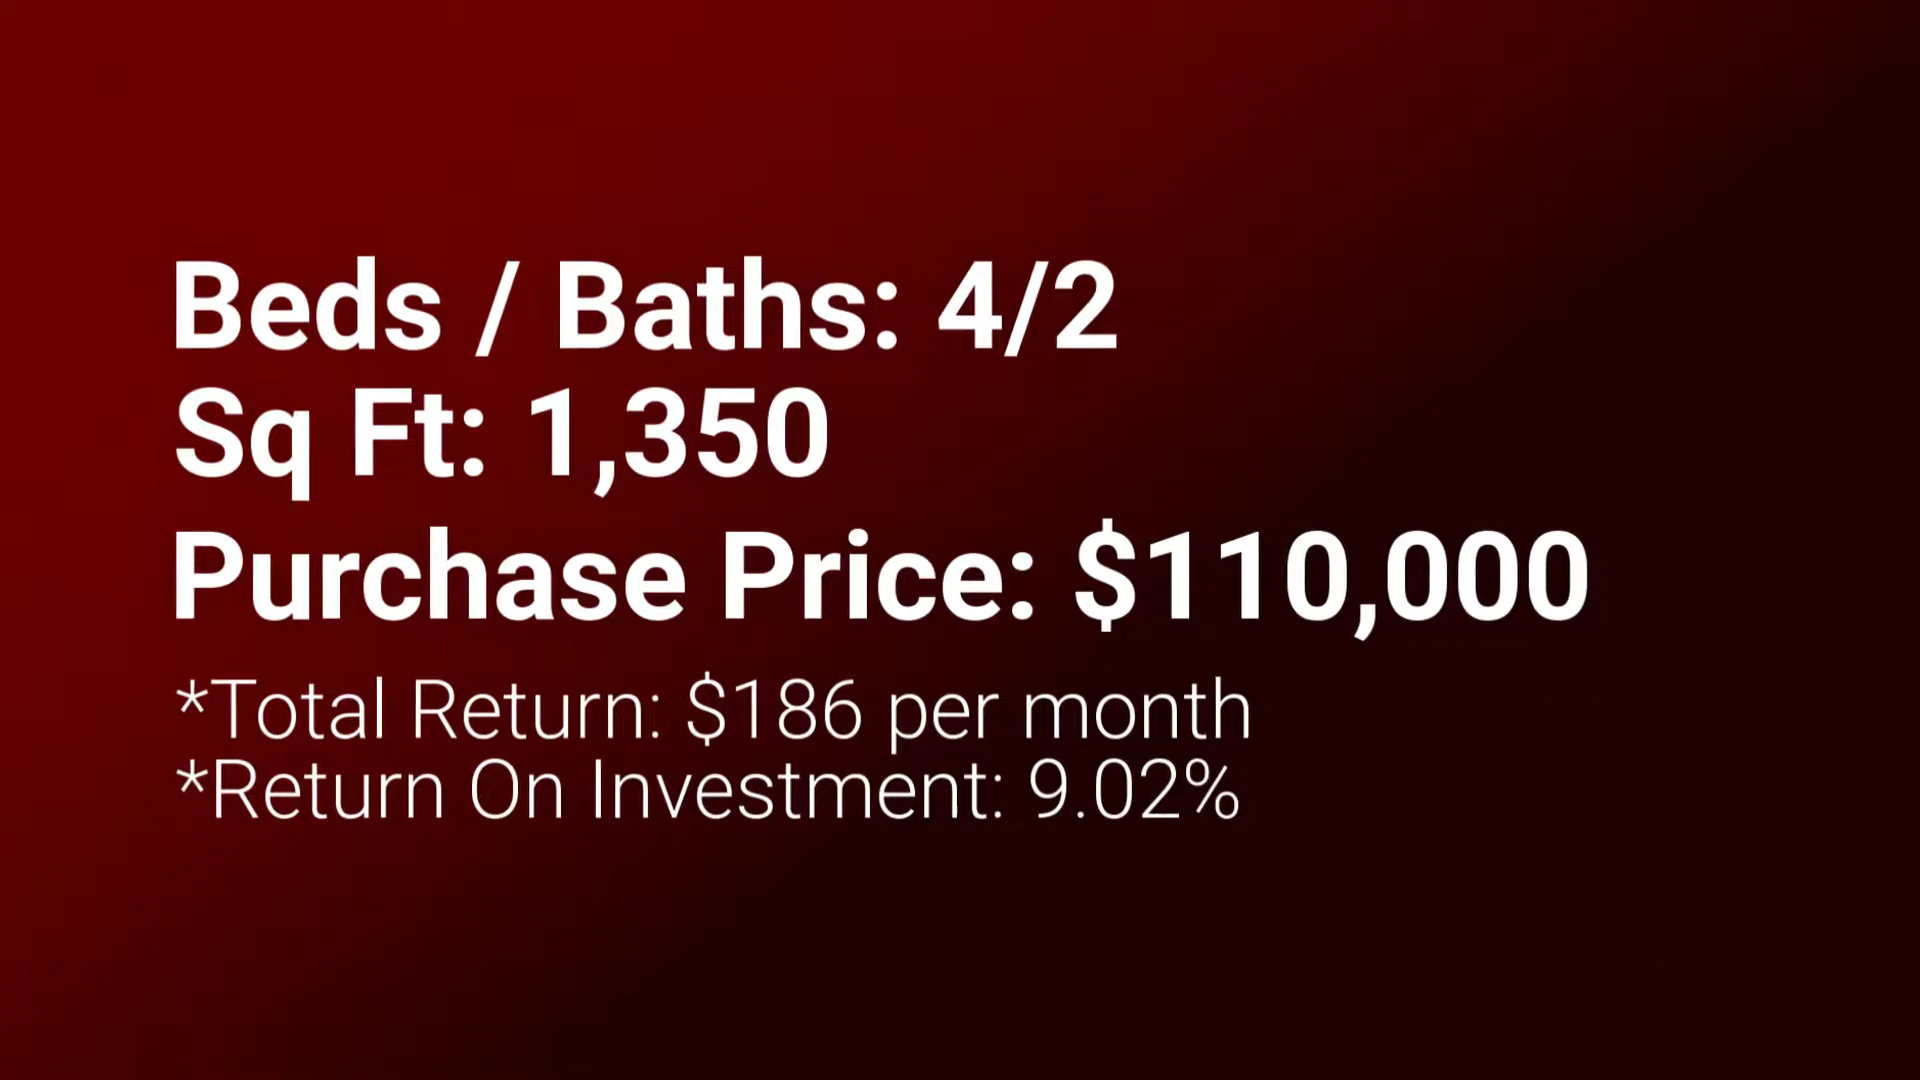 Beds / Baths: 4/2
Sq Ft: 1,350
Purchase Price: $110,000
*Total Return: $186 per month
*Return On Investment: 9.02%